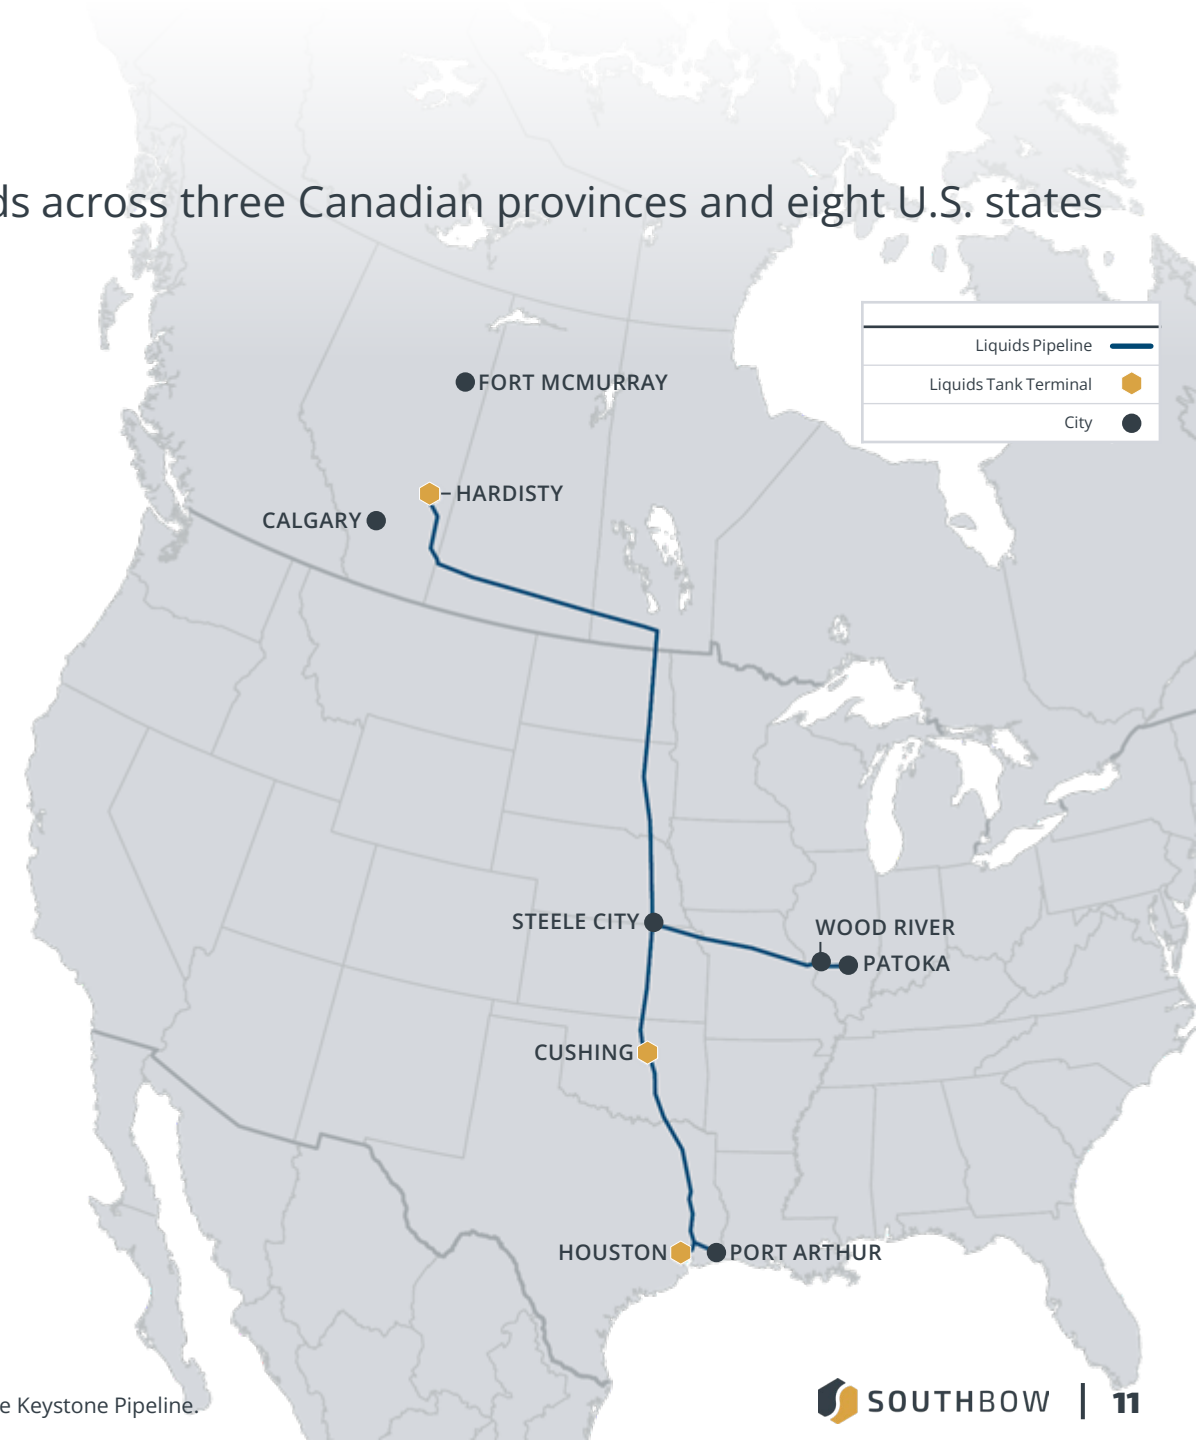 ds across three Canadian provinces and eight U.S. states
Liquids Pipeline
Liquids Tank Terminal
City
FORT MCMURRAY
HARDISTY
CALGARY
STEELE CITY
WOOD RIVER
PATOKA
CUSHING
HOUSTON
PORT ARTHUR
e Keystone Pipeline.
SOUTHBOW
11